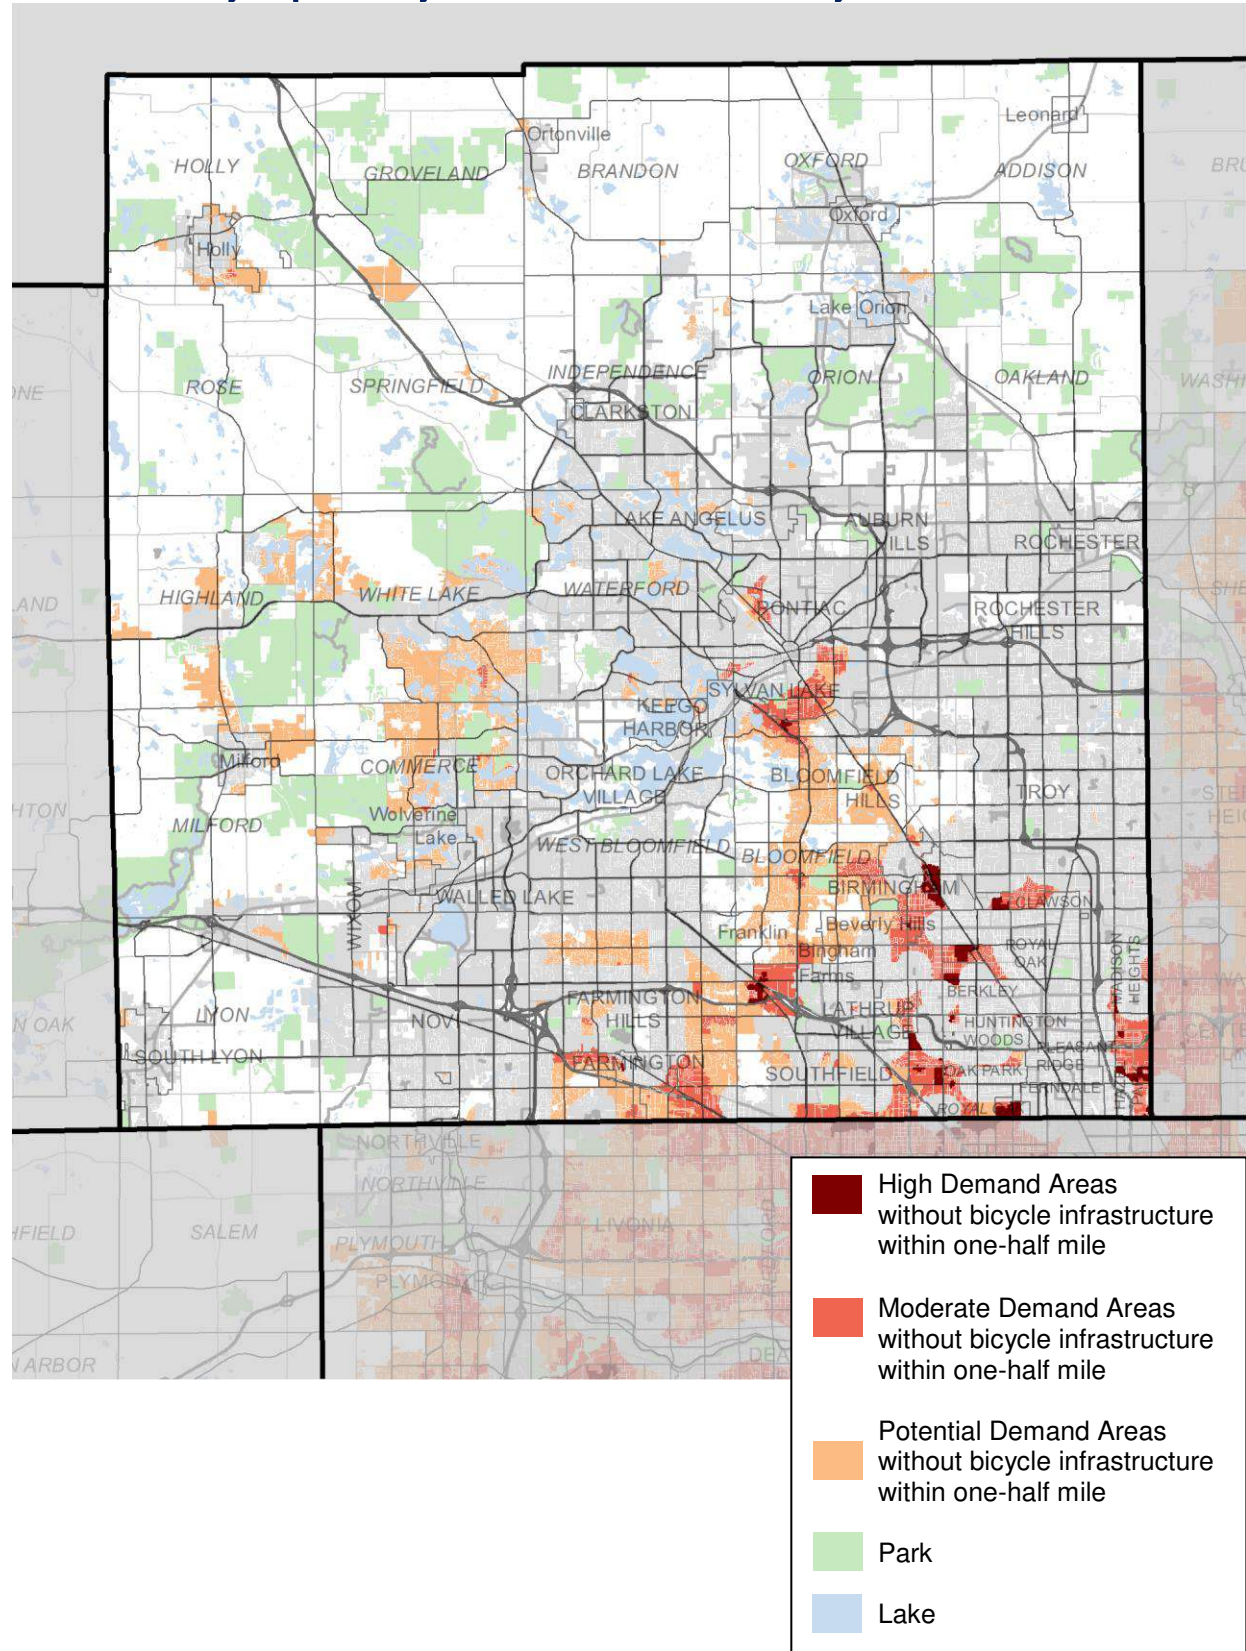 Leonard
Ortonville
HOLLY
GROVELAND
BRANDON
OXFORD
ADDISON
Oxford
Holly
Lake Orion
ROSE
SPRINGFIELD
INDEPENDENCE
ORION
OAKLAND
CLARKSTON
LAKE ANGELUS
AUBURN
HILLS
ROCHESTER
HIGHLAND
WHITE LAKE
WATERFORD
PONTIAC
ROCHESTER
HILLS
SYLVAN LAKE
KEEGO
HARBOR
Milford
COMMERCE
ORCHARD LAKE
VILLAGE
BLOOMFIELD
HILLS
TROY
MILFORD
Wolverine
Lake
WEST BLOOMFIELD
BLOOMFIELD
BIRMINGHAM
WALLED LAKE
CLAWSON
WIXOM
Franklin
Beverly Hills
Bingham
Farms
ROYAL
OAK
MADISON
HEIGHTS
BERKLEY
FARMINGTON
HILLS
LATHRUP
VILLAGE
HUNTINGTON
WOODS
LYON
NOVI
PLEASANT
RIDGE
SOUTH LYON
FARMINGTON
SOUTHFIELD
OAK PARK
FERNDALE
ROYAL OAK
NORTHVILLE
NORTHVILLE
LIVONIA
SALEM
PLYMOUTH
PLYMOUTH
N ARBOR
High Demand Areas
without bicycle infrastructure
within one-half mile
Moderate Demand Areas
without bicycle infrastructure
within one-half mile
Potential Demand Areas
without bicycle infrastructure
within one-half mile
Park
Lake